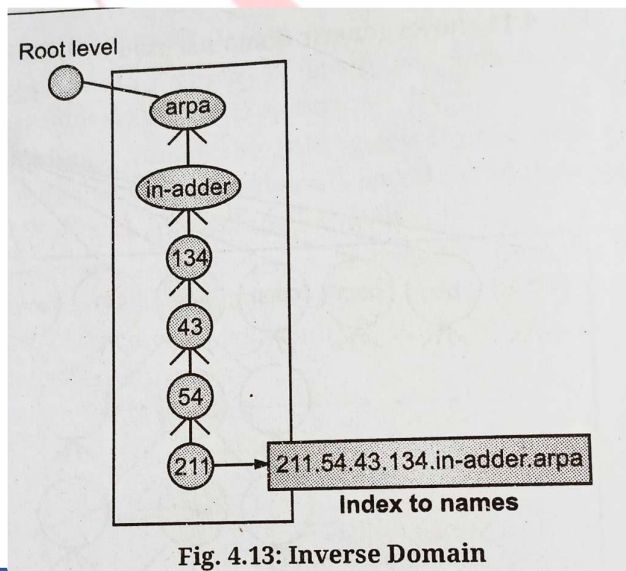 Root level
arpa
in-adder
134
43
54
211
211.54.43.134.in-adder.arpa
Index to names
Fig. 4.13: Inverse Domain